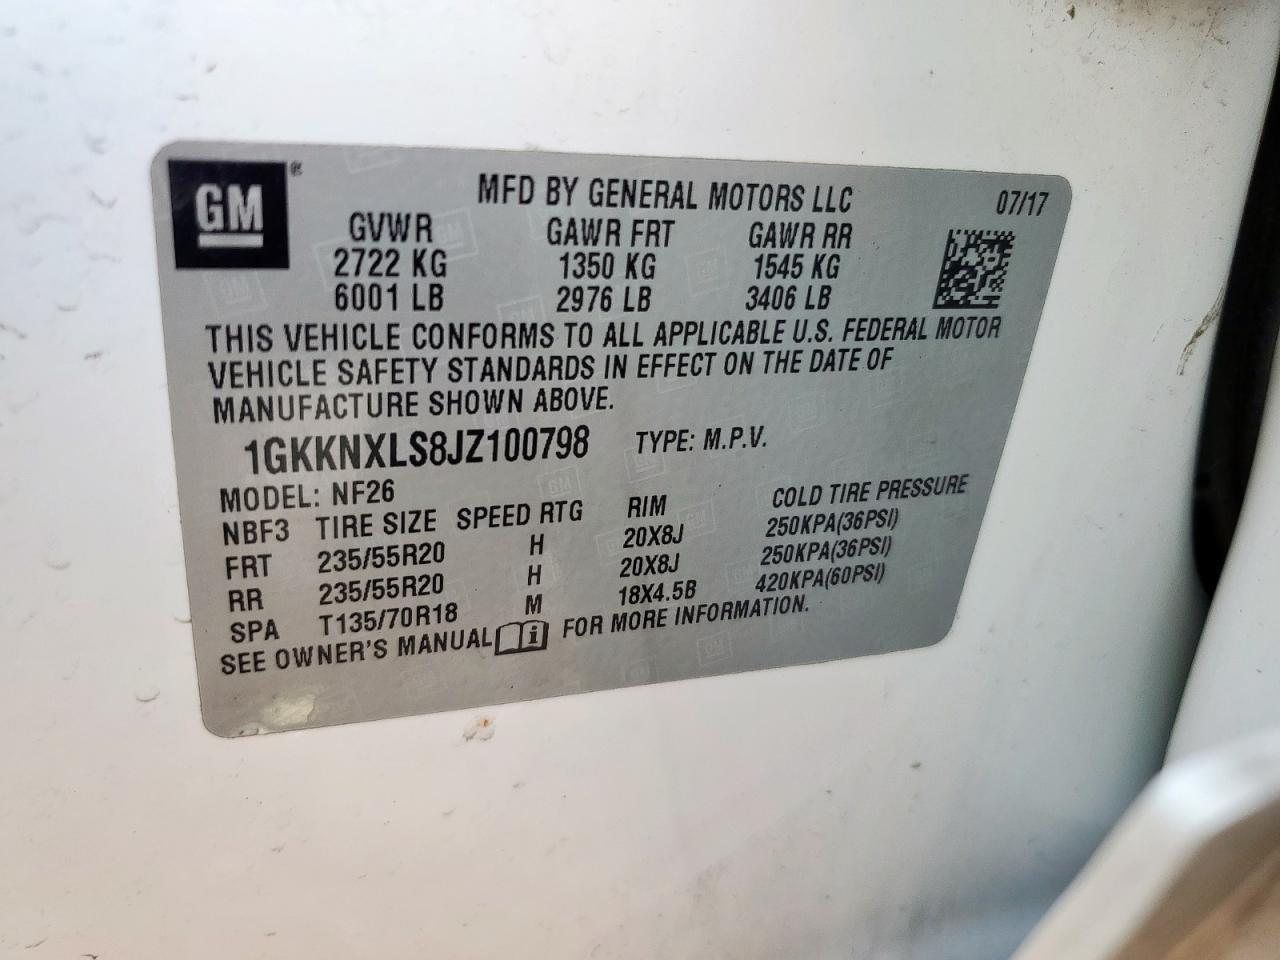 GM ®
MFD BY GENERAL MOTORS LLC 07/17
GVWR GAWR FRT GAWR RR
2722 KG 1350 KG 1545 KG
6001 LB 2976 LB 3406 LB
THIS VEHICLE CONFORMS TO ALL APPLICABLE U.S. FEDERAL MOTOR
VEHICLE SAFETY STANDARDS IN EFFECT ON THE DATE OF
MANUFACTURE SHOWN ABOVE.
1GKKNXLS8JZ100798 TYPE: M.P.V.
MODEL: NF26
NBF3 TIRE SIZE SPEED RTG RIM COLD TIRE PRESSURE
FRT 235/55R20 H 20X8J 250KPA(36PSI)
RR 235/55R20 H 20X8J 250KPA(36PSI)
SPA T135/70R18 M 18X4.5B 420KPA(60PSI)
SEE OWNER'S MANUAL FOR MORE INFORMATION.